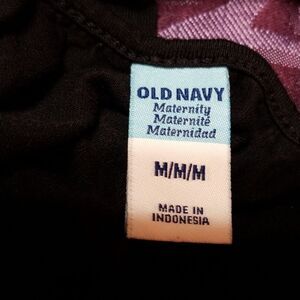 OLD NAVY
Maternity
Maternité
Maternidad
M/M/M
MADE IN
INDONESIA